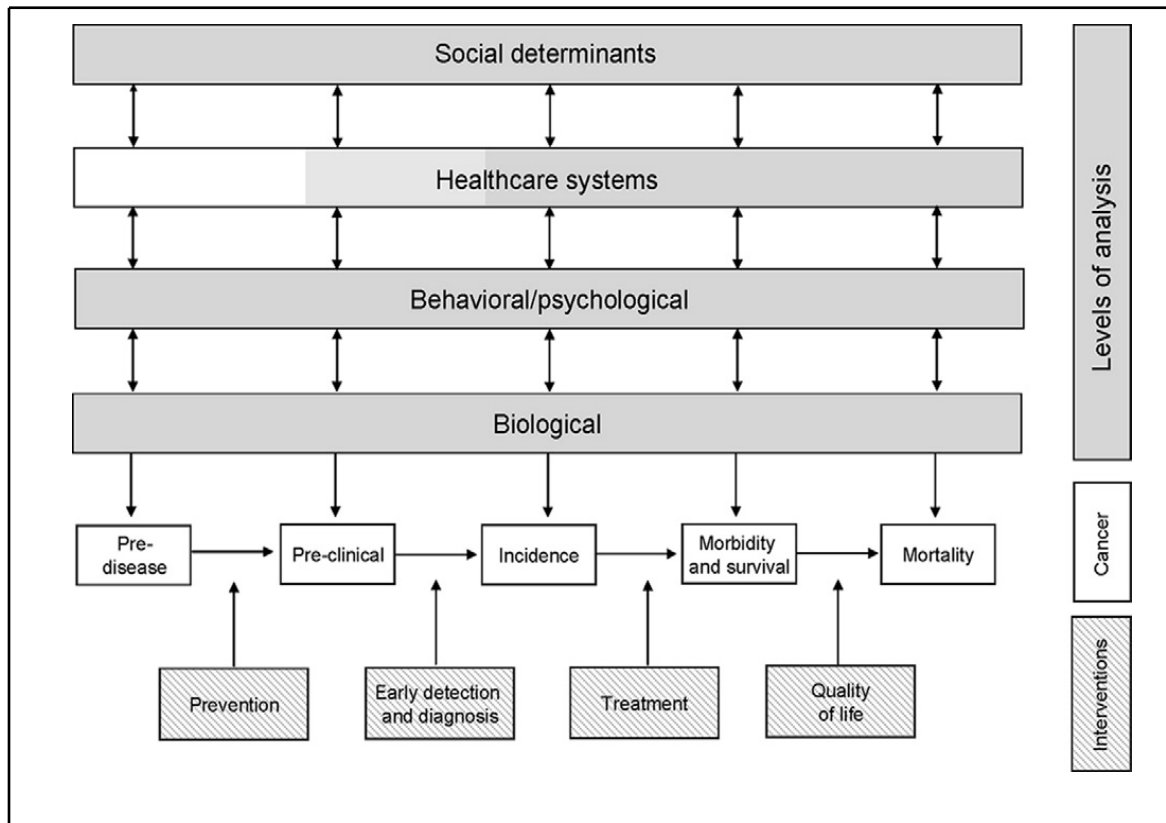 Social determinants
Healthcare systems
Behavioral/psychological
Biological
Pre-
disease
Pre-clinical
Incidence
Morbidity
and survival
Mortality
Prevention
Early detection
and diagnosis
Treatment
Quality
of life
Levels of analysis
Cancer
Interventions